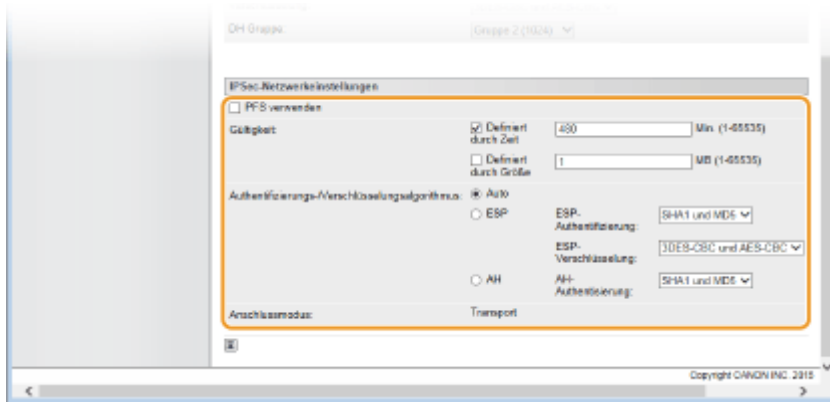 DH Gruppe: Gruppe 2 (1024)
IPSec-Netzwerkeinstellungen
PFS verwenden
Gültigkeit: Definiert durch Zeit 480 Min. (1-65535)
Definiert durch Größe 1 MB (1-65535)
Authentifizierungs-/Verschlüsselungsalgorithmus: Auto
ESP ESP-Authentifizierung: SHA1 und MD5
ESP-Verschlüsselung: 3DES-CBC und AES-CBC
AH AH-Authentisierung: SHA1 und MD5
Anschlussmodus: Transport
Copyright CANON INC. 2015